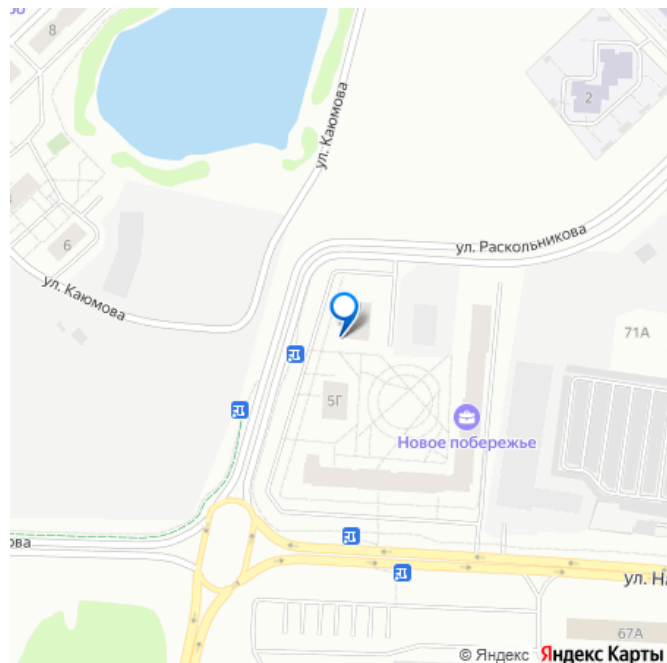 8
ул. Каюмова
2
ул. Раскольникова
6
ул. Каюмова
71А
5Г
Новое побережье
ова
ул. На
67А
© Яндекс Яндекс Карты